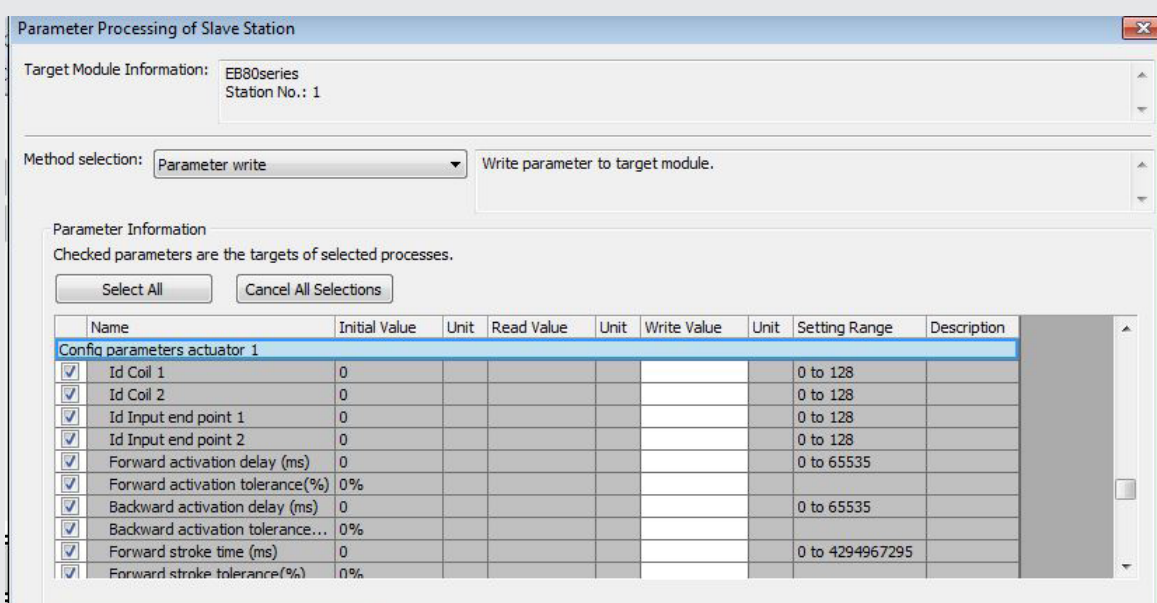 Parameter Processing of Slave Station
Target Module Information: EB80series
Station No.: 1
Method selection: Parameter write Write parameter to target module.
Parameter Information
Checked parameters are the targets of selected processes.
Select All Cancel All Selections
Name Initial Value Unit Read Value Unit Write Value Unit Setting Range Description
Config parameters actuator 1
Id Coil 1 0 0 to 128
Id Coil 2 0 0 to 128
Id Input end point 1 0 0 to 128
Id Input end point 2 0 0 to 128
Forward activation delay (ms) 0 0 to 65535
Forward activation tolerance(%) 0%
Backward activation delay (ms) 0 0 to 65535
Backward activation tolerance... 0%
Forward stroke time (ms) 0 0 to 4294967295
Forward stroke tolerance(%) 0%